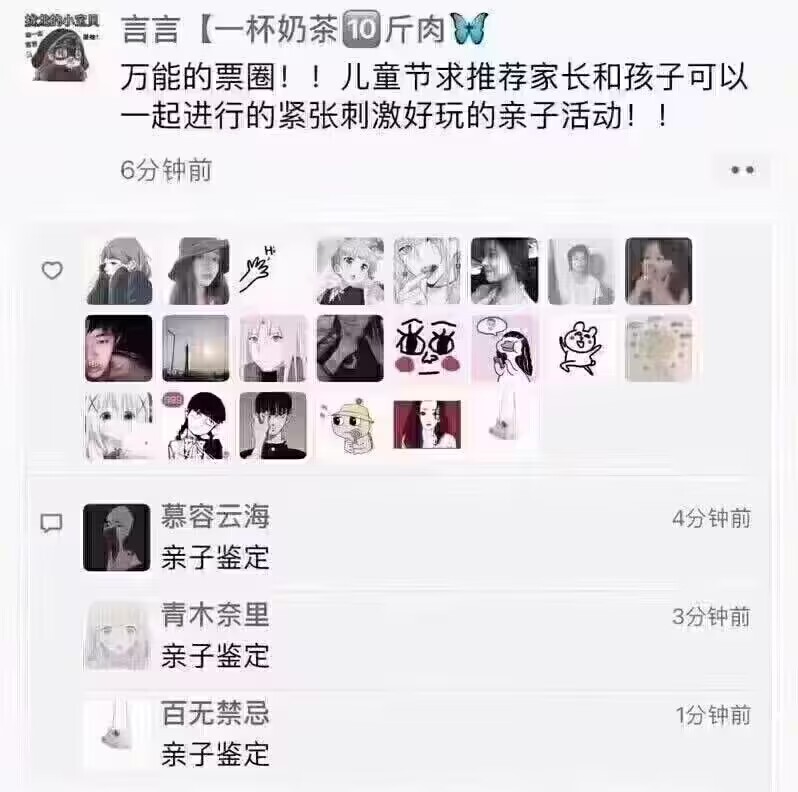 言言【一杯奶茶🔟斤肉🦋
万能的票圈！！儿童节求推荐家长和孩子可以
一起进行的紧张刺激好玩的亲子活动！！
6分钟前
Hi
慕容云海
4分钟前
亲子鉴定
青木奈里
3分钟前
亲子鉴定
百无禁忌
1分钟前
亲子鉴定